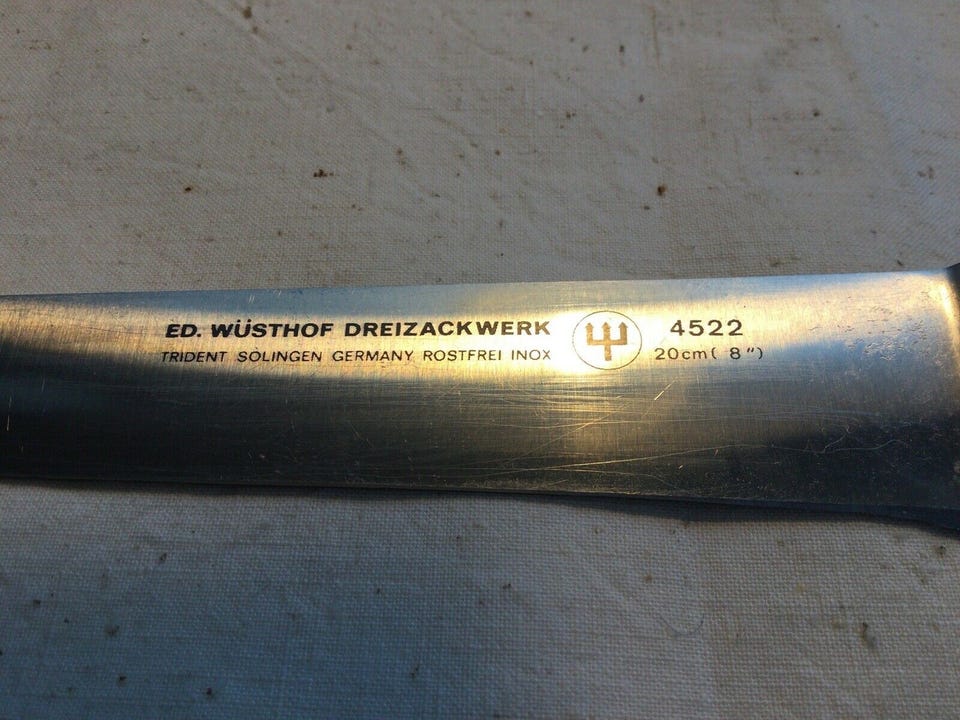 ED. WÜSTHOF DREIZACKWERK 4522
TRIDENT SOLINGEN GERMANY ROSTFREI INOX 20cm( 8")